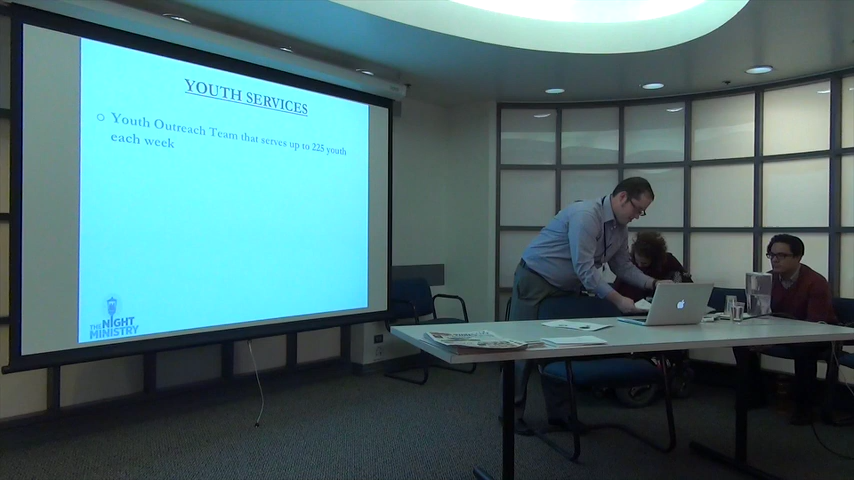 YOUTH SERVICES
Youth Outreach Team that serves up to 225 youth
each week
THE NIGHT
MINISTRY